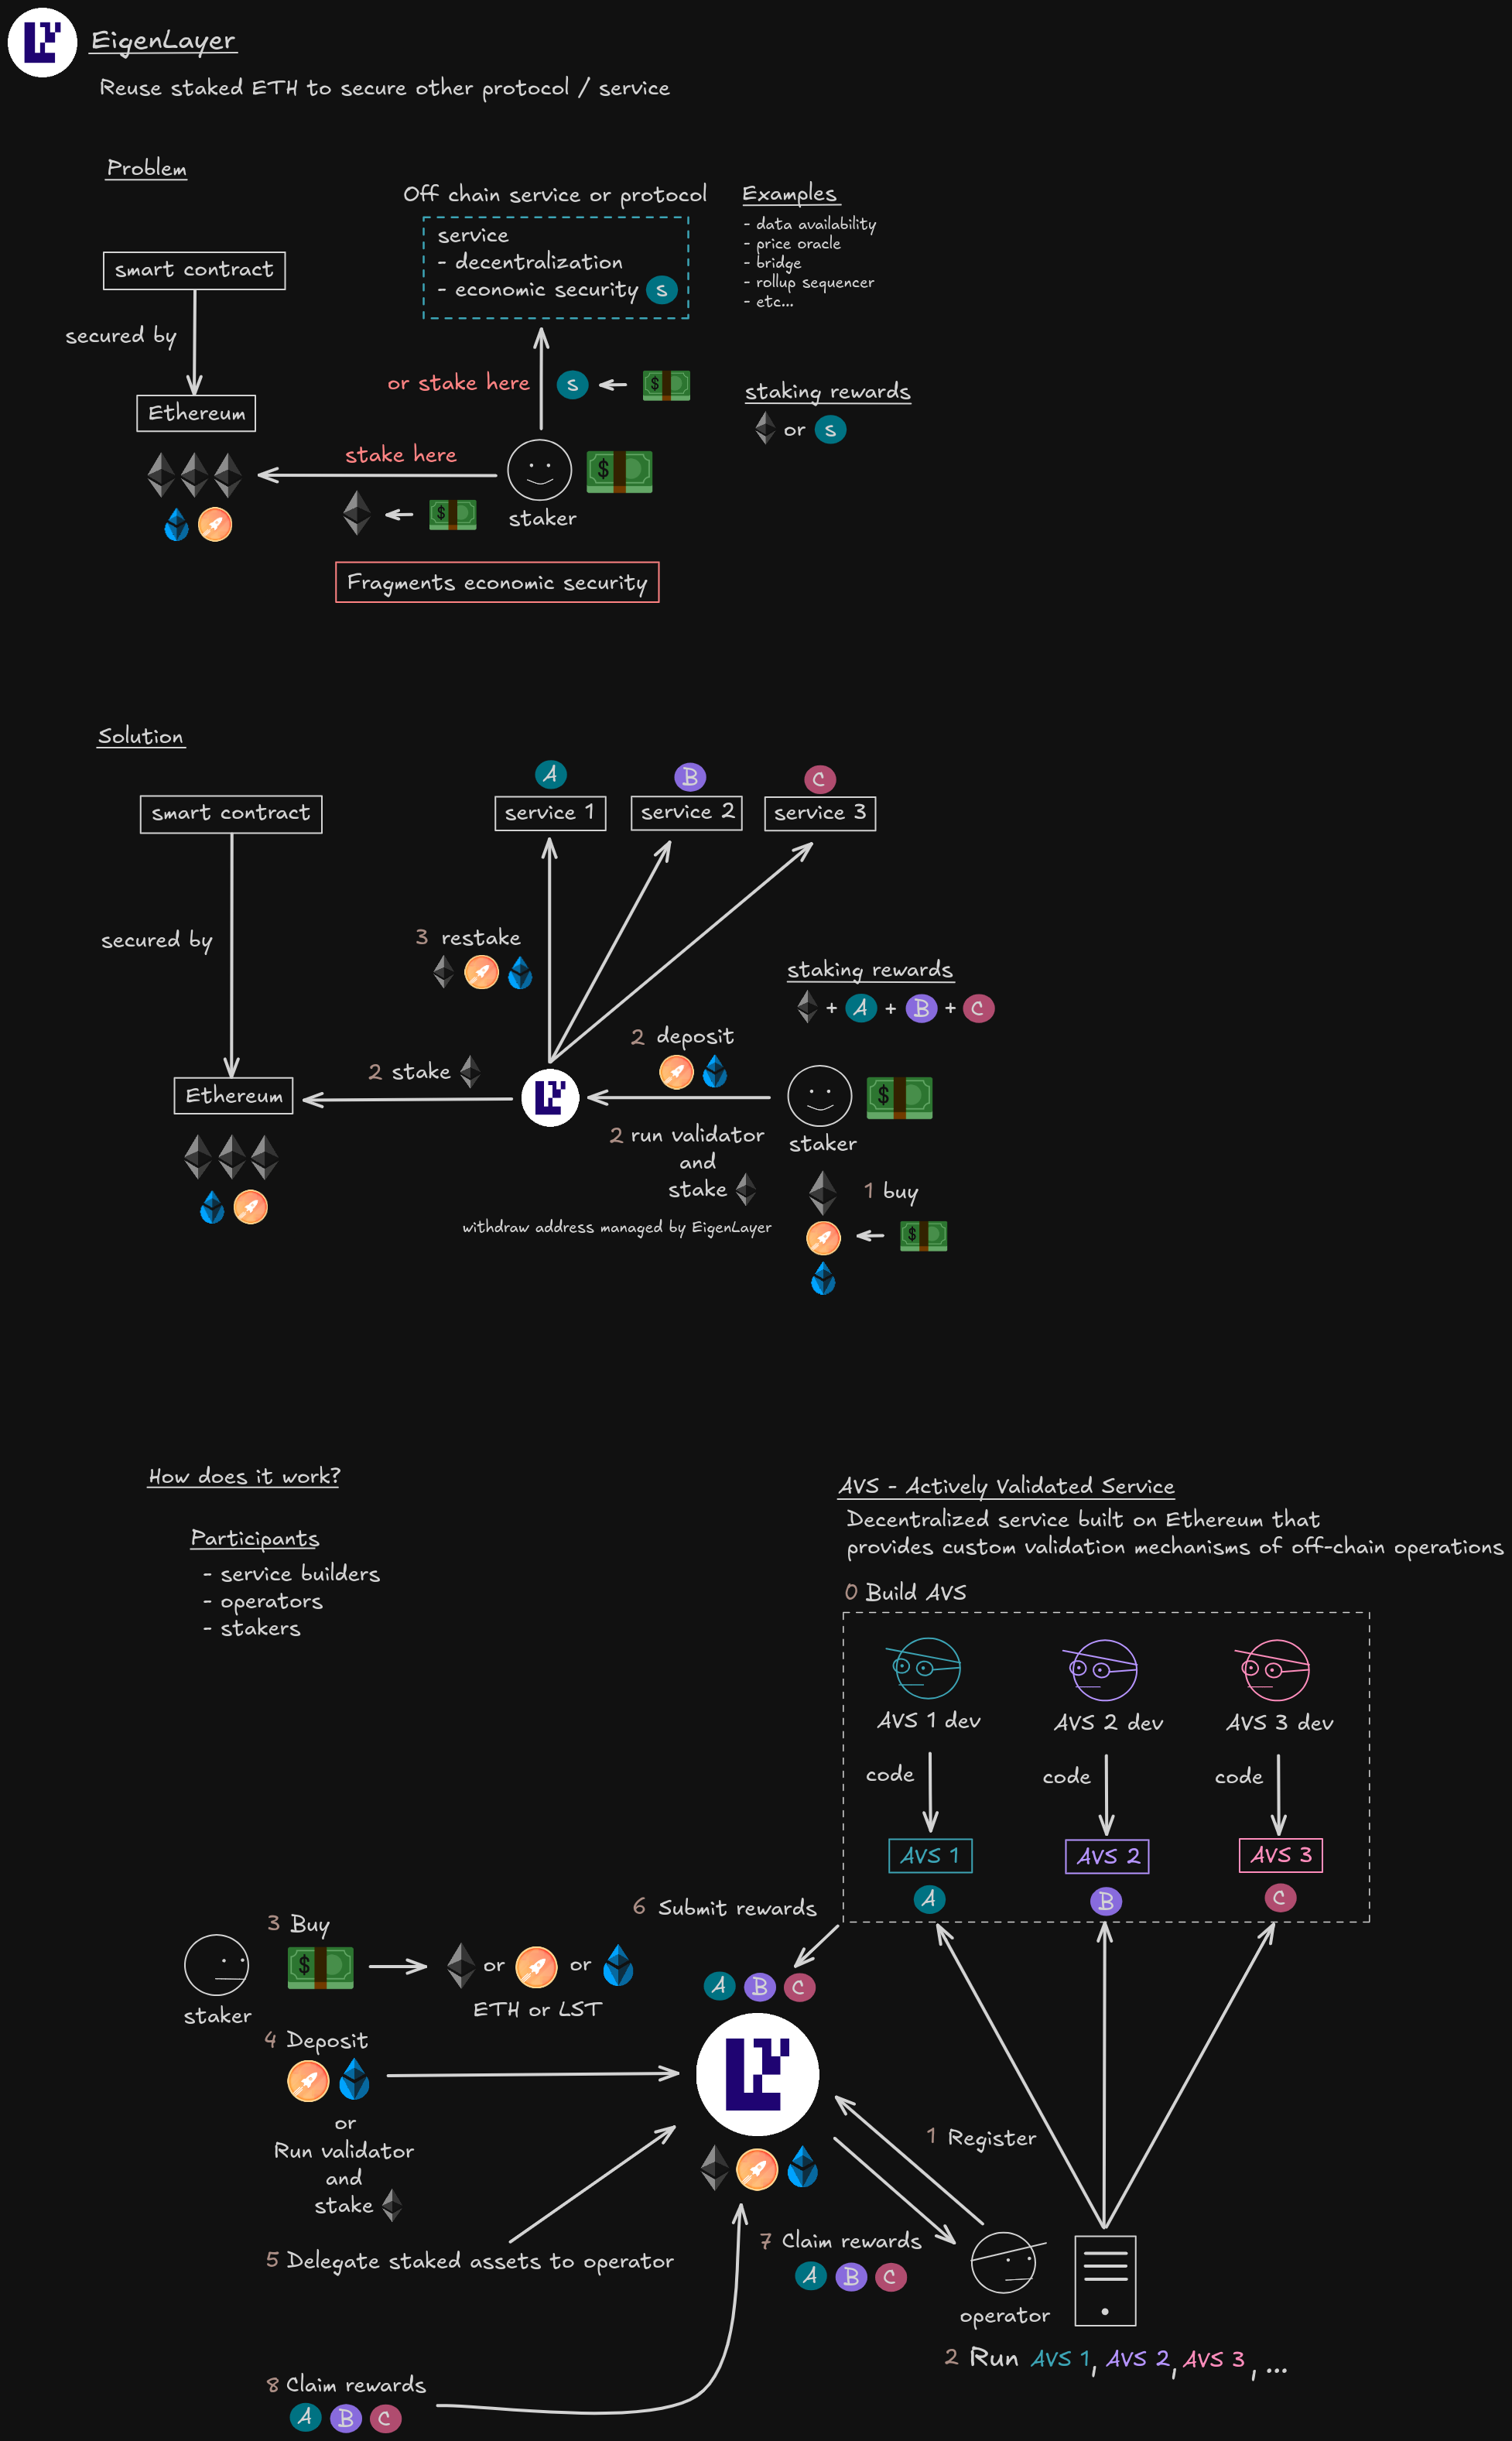 EigenLayer
Reuse staked ETH to secure other protocol / service
Problem
Off chain service or protocol
service
- decentralization
- economic security S
Examples
- data availability
- price oracle
- bridge
- rollup sequencer
- etc...
smart contract
secured by
Ethereum
or stake here
S
$
staking rewards
or S
stake here
$
$
staker
Fragments economic security
Solution
A
B
C
smart contract
service 1
service 2
service 3
secured by
3 restake
staking rewards
+ A + B + C
2 deposit
2 stake
Ethereum
$
staker
2 run validator
and
stake
withdraw address managed by EigenLayer
1 buy
$
How does it work?
Participants
- service builders
- operators
- stakers
AVS - Actively Validated Service
Decentralized service built on Ethereum that
provides custom validation mechanisms of off-chain operations
0 Build AVS
AVS 1 dev
AVS 2 dev
AVS 3 dev
code
code
code
AVS 1
AVS 2
AVS 3
A
B
C
6 Submit rewards
3 Buy
$
or
or
ETH or LST
staker
A B C
4 Deposit
or
Run validator
and
stake
1 Register
5 Delegate staked assets to operator
7 Claim rewards
A B C
operator
2 Run AVS 1, AVS 2, AVS 3, ...
8 Claim rewards
A B C